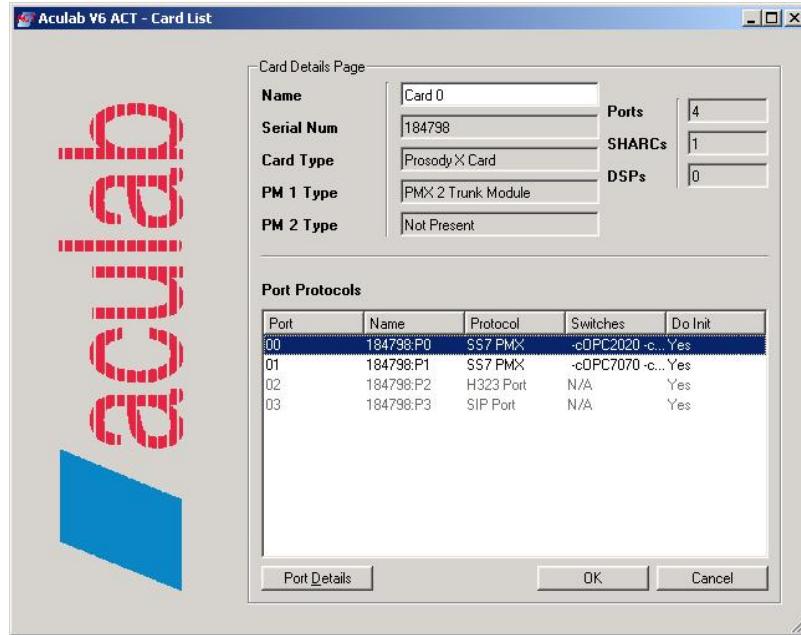 Aculab V6 ACT - Card List
aculab
Card Details Page
Name Card 0
Serial Num 184798
Card Type Prosody X Card
PM 1 Type PMX 2 Trunk Module
PM 2 Type Not Present
Ports 4
SHARCs 1
DSPs 0
Port Protocols
Port Name Protocol Switches Do Init
00 184798:P0 SS7 PMX -cOPC2020 -c... Yes
01 184798:P1 SS7 PMX -cOPC7070 -c... Yes
02 184798:P2 H323 Port N/A Yes
03 184798:P3 SIP Port N/A Yes
Port Details OK Cancel